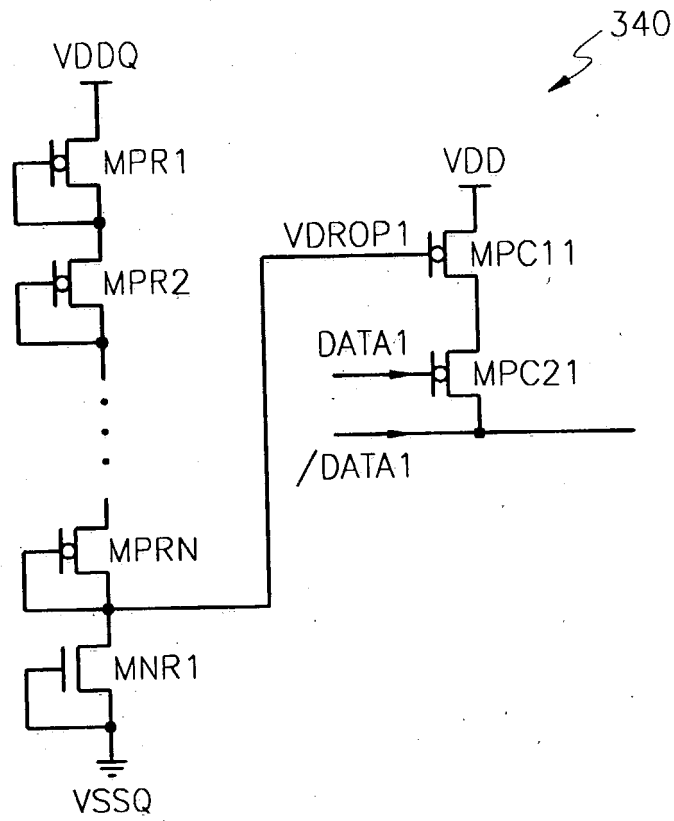 340
VDDQ
MPR1
VDD
VDROP1
MPC11
MPR2
DATA1
MPC21
/DATA1
MPRN
MNR1
VSSQ